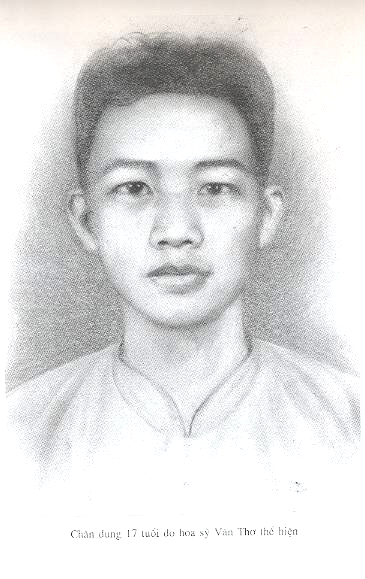 Chân dung 17 tuổi do họa sỹ Văn Thơ thể hiện